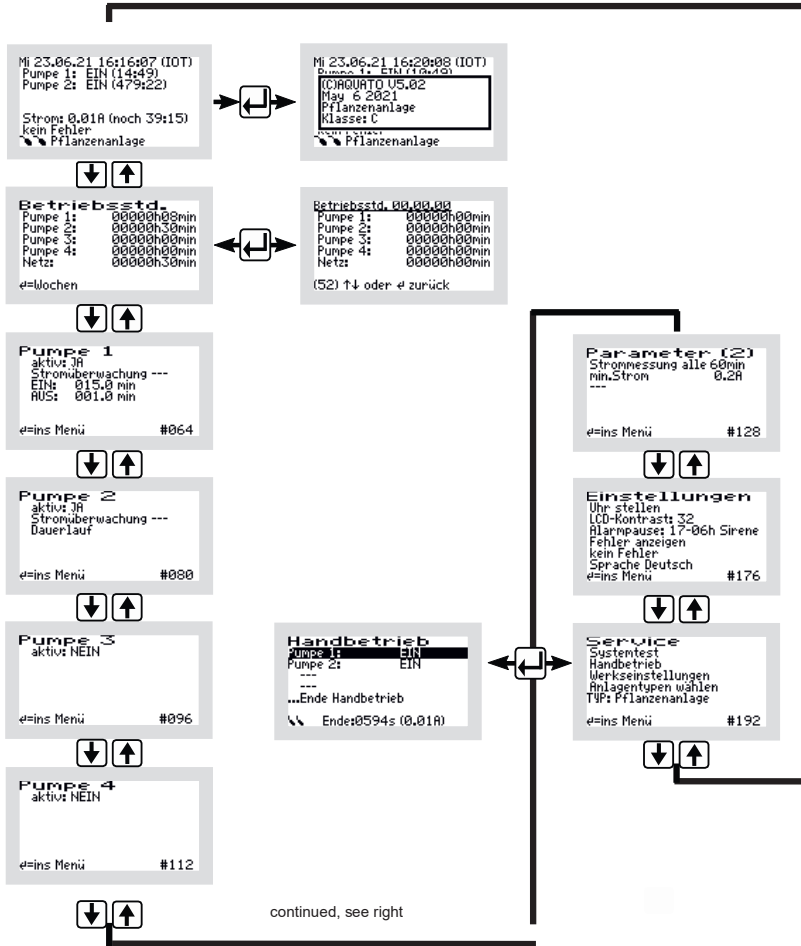 Mi 23.06.21 16:16:07 (IOT)
Pumpe 1: EIN (14:49)
Pumpe 2: EIN (479:22)
Strom: 0.01A (noch 39:15)
kein Fehler
Pflanzenanlage
Mi 23.06.21 16:20:08 (IOT)
Pumpe 1: EIN (10:49)
(C)AQUATO V5.02
May 6 2021
Pflanzenanlage
Klasse: C
kein Fehler
Pflanzenanlage
Betriebsstd.
Pumpe 1: 00000h08min
Pumpe 2: 00000h30min
Pumpe 3: 00000h00min
Pumpe 4: 00000h00min
Netz: 00000h30min
↵=Wochen
Betriebsstd. 00.00.00
Pumpe 1: 00000h00min
Pumpe 2: 00000h00min
Pumpe 3: 00000h00min
Pumpe 4: 00000h00min
Netz: 00000h00min
(52) ↑↓ oder ↵ zurück
Pumpe 1
aktiv: JA
Stromüberwachung ---
EIN: 015.0 min
AUS: 001.0 min
↵=ins Menü #064
Pumpe 2
aktiv: JA
Stromüberwachung ---
Dauerlauf
↵=ins Menü #080
Pumpe 3
aktiv: NEIN
↵=ins Menü #096
Pumpe 4
aktiv: NEIN
↵=ins Menü #112
Handbetrieb
Pumpe 1: EIN
Pumpe 2: EIN
---
---
...Ende Handbetrieb
Ende:0594s (0.01A)
continued, see right
Parameter (2)
Strommessung alle 60min
min.Strom 0.2A
---
↵=ins Menü #128
Einstellungen
Uhr stellen
LCD-Kontrast: 32
Alarmpause: 17-06h Sirene
Fehler anzeigen
kein Fehler
Sprache Deutsch
↵=ins Menü #176
Service
Systemtest
Handbetrieb
Werkseinstellungen
Anlagentypen wählen
TYP: Pflanzenanlage
↵=ins Menü #192